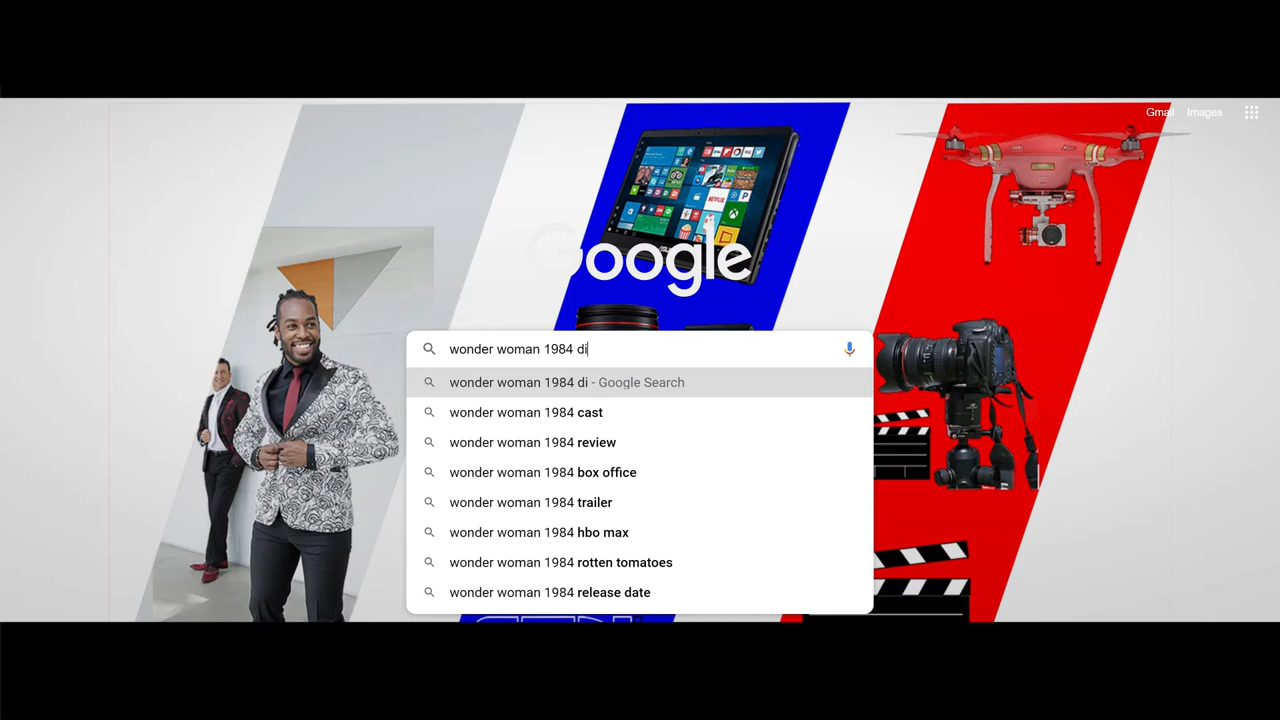 Gmail Images
Google
wonder woman 1984 di
wonder woman 1984 di - Google Search
wonder woman 1984 cast
wonder woman 1984 review
wonder woman 1984 box office
wonder woman 1984 trailer
wonder woman 1984 hbo max
wonder woman 1984 rotten tomatoes
wonder woman 1984 release date